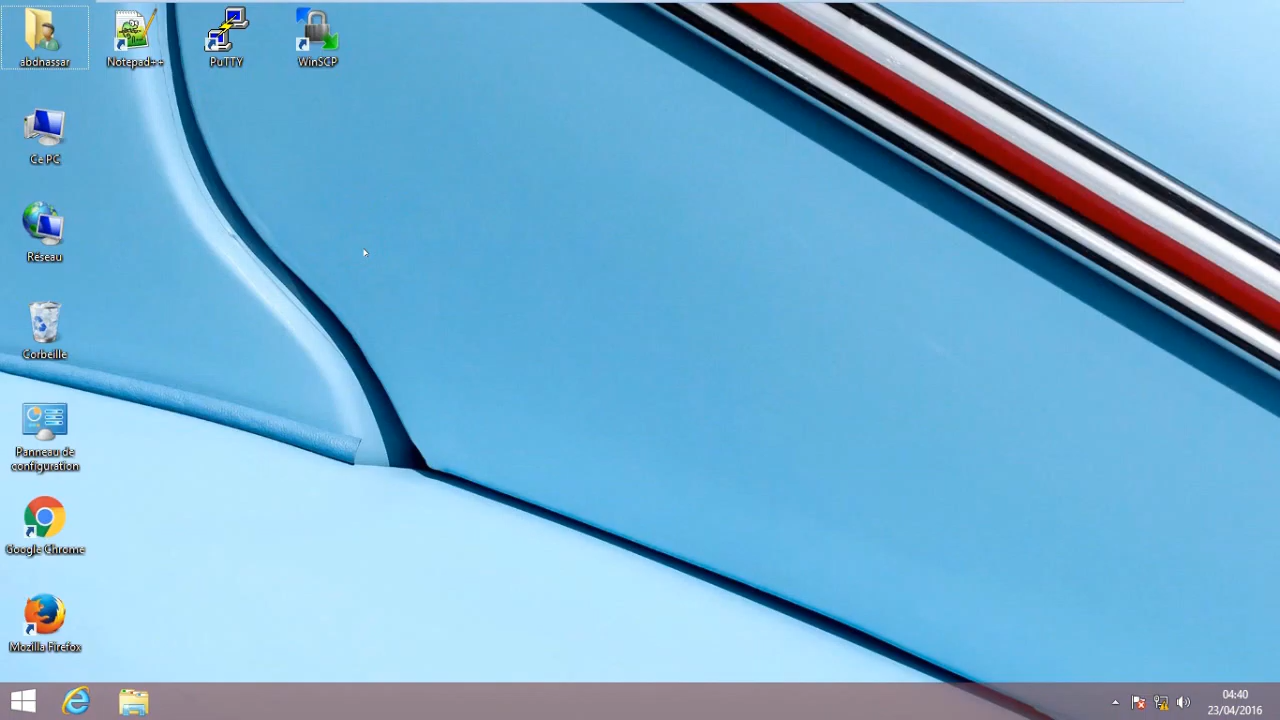 abdnassar
Notepad++
PuTTY
WinSCP
Ce PC
Réseau
Corbeille
Panneau de
configuration
Google Chrome
Mozilla Firefox
04:40
23/04/2016